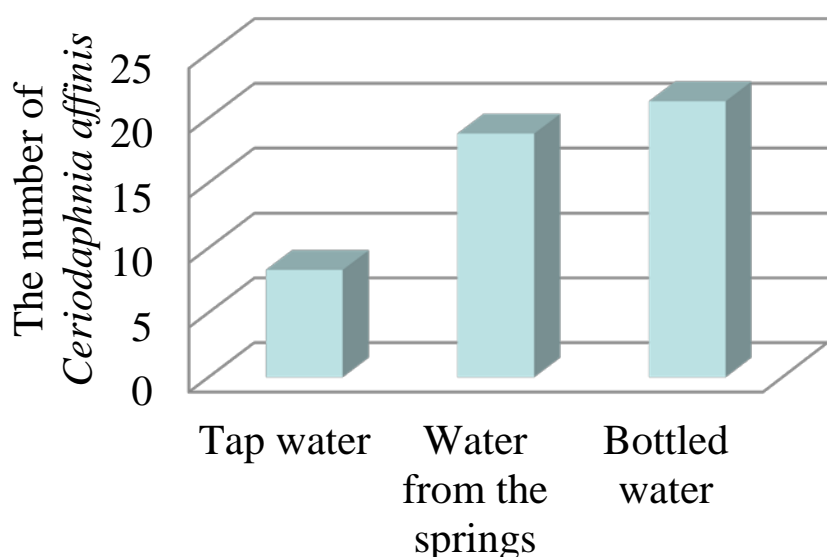 The number of
Ceriodaphnia affinis
25
20
15
10
5
0
Tap water
Water
from the
springs
Bottled
water